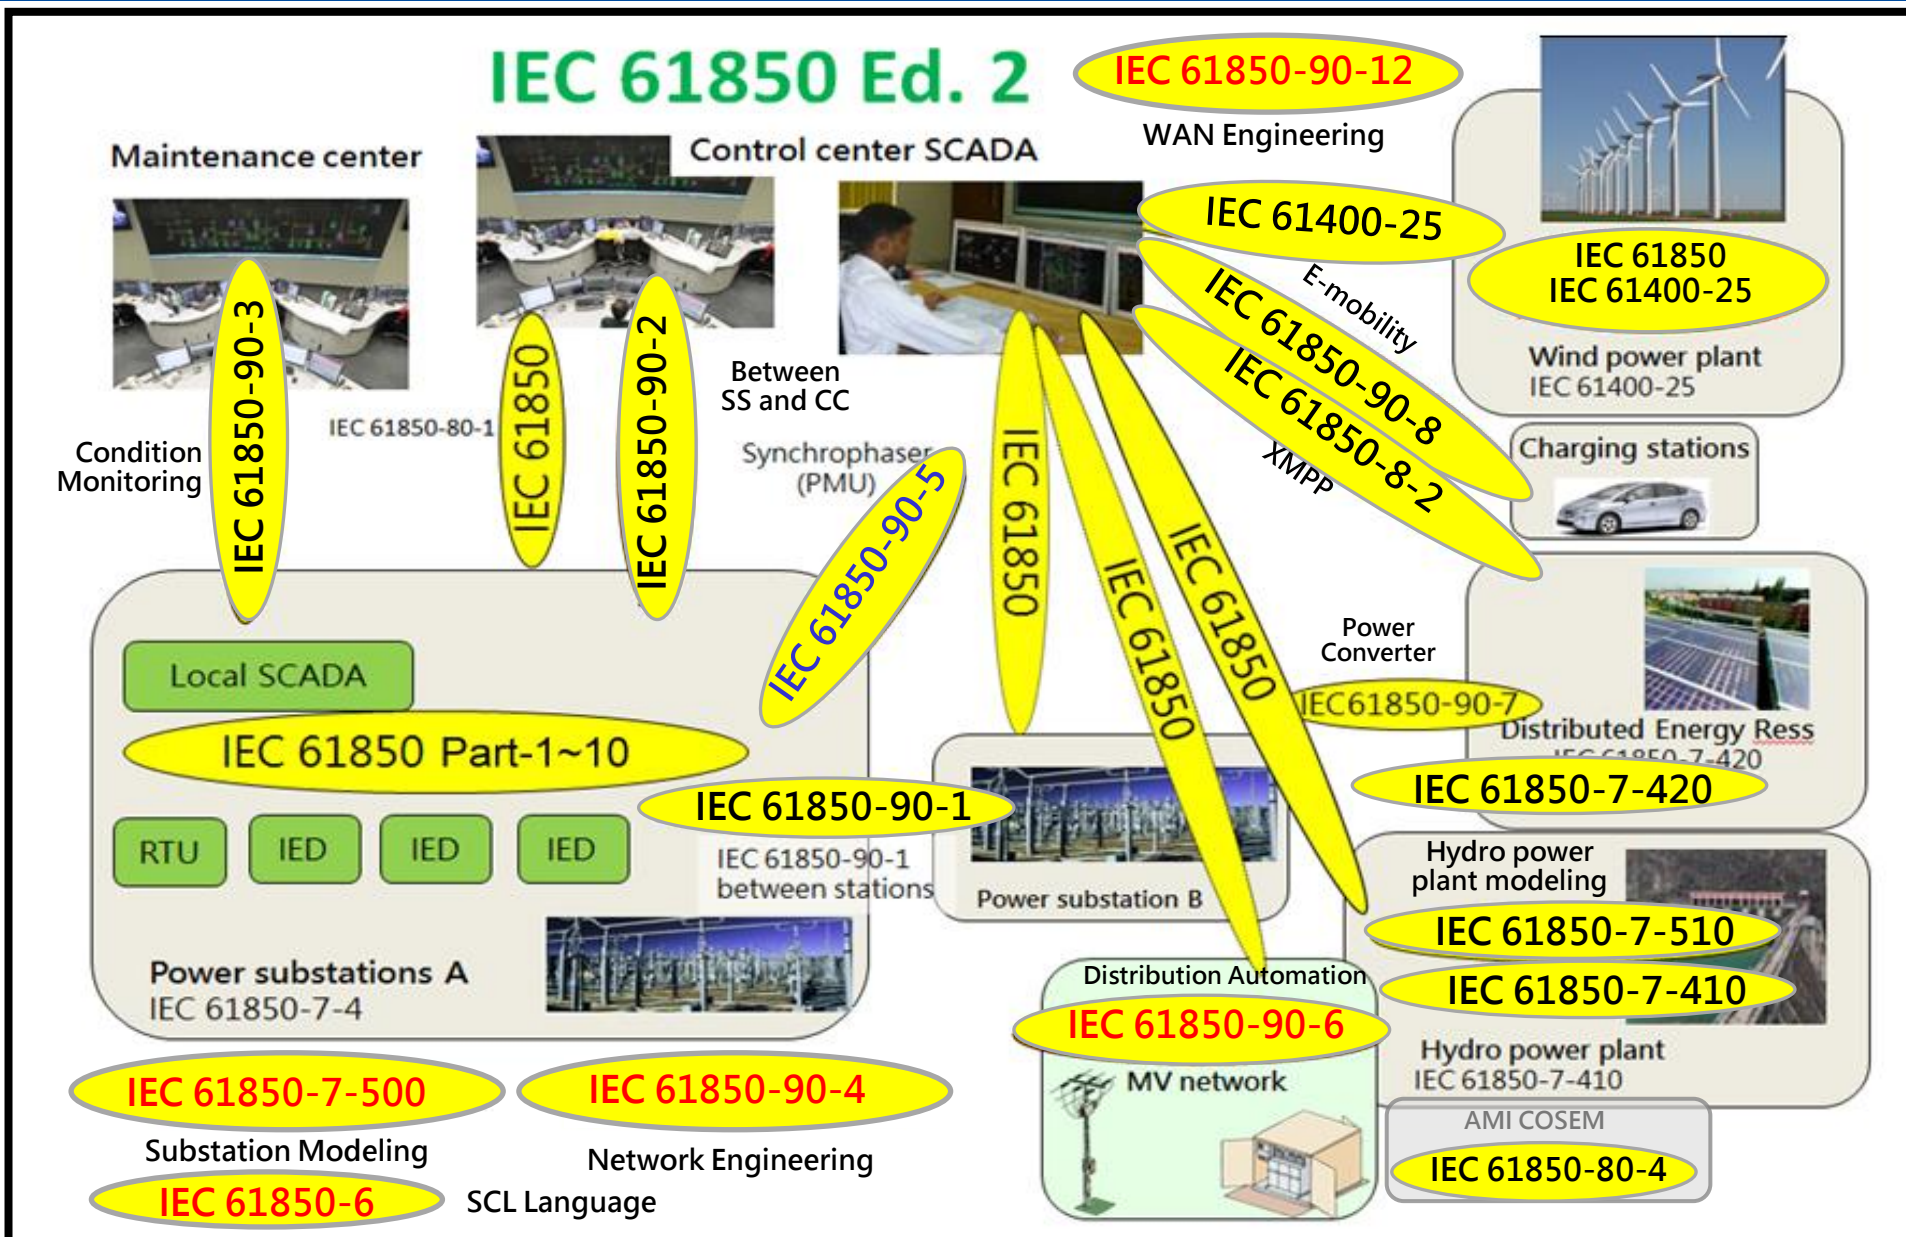 IEC 61850 Ed. 2
IEC 61850-90-12
WAN Engineering
Maintenance center
Control center SCADA
IEC 61400-25
IEC 61850
IEC 61400-25
Wind power plant
IEC 61400-25
E-mobility
IEC 61850-90-8
IEC 61850-8-2
XMPP
Charging stations
IEC 61850-90-3
Condition
Monitoring
IEC 61850-80-1
IEC 61850
IEC 61850-90-2
Between
SS and CC
Synchrophaser
(PMU)
IEC 61850-90-5
IEC 61850
IEC 61850
IEC 61850
Power
Converter
IEC61850-90-7
Distributed Energy Ress
IEC 61850-7-420
IEC 61850-7-420
Local SCADA
IEC 61850 Part-1~10
RTU
IED
IED
IED
IEC 61850-90-1
IEC 61850-90-1
between stations
Power substation B
Power substations A
IEC 61850-7-4
Hydro power
plant modeling
IEC 61850-7-510
IEC 61850-7-410
Hydro power plant
IEC 61850-7-410
Distribution Automation
IEC 61850-90-6
MV network
AMI COSEM
IEC 61850-80-4
IEC 61850-7-500
Substation Modeling
IEC 61850-90-4
Network Engineering
IEC 61850-6
SCL Language